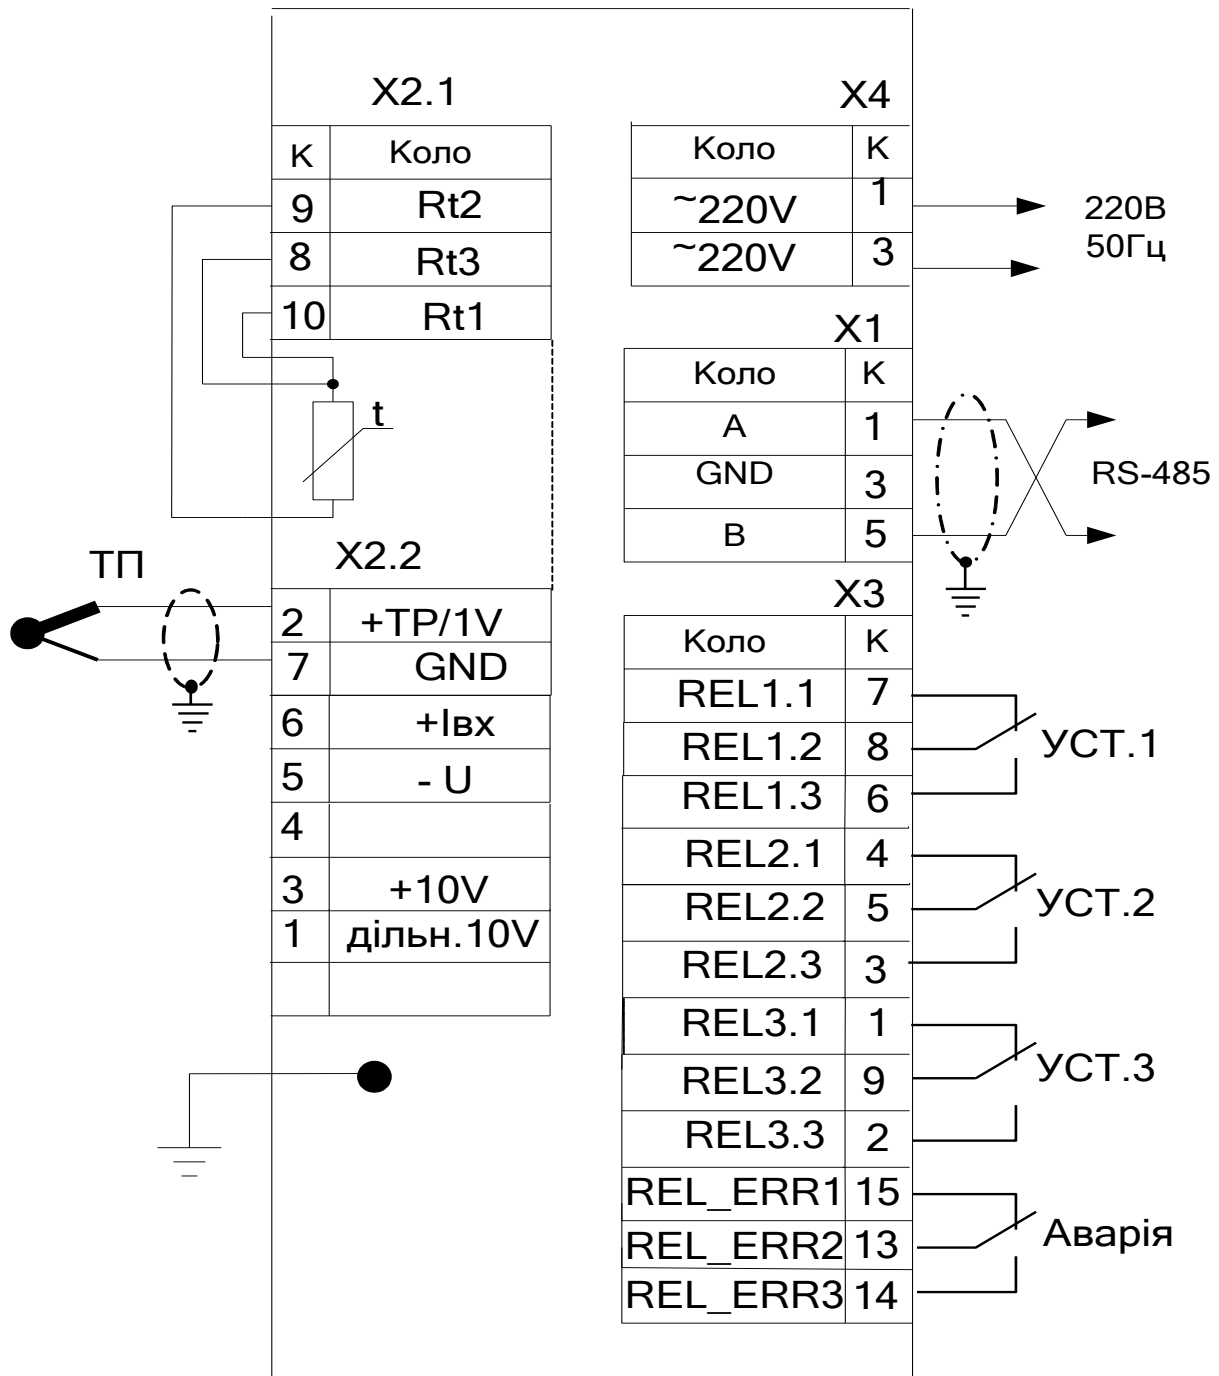 X2.1
К Коло
9 Rt2
8 Rt3
10 Rt1
t
ТП
X2.2
2 +TP/1V
7 GND
6 +Iвх
5 - U
4
3 +10V
1 дільн.10V
X4
Коло К
~220V 1
~220V 3
220В
50Гц
X1
Коло К
A 1
GND 3
B 5
RS-485
X3
Коло К
REL1.1 7
REL1.2 8
REL1.3 6
УСТ.1
REL2.1 4
REL2.2 5
REL2.3 3
УСТ.2
REL3.1 1
REL3.2 9
REL3.3 2
УСТ.3
REL_ERR1 15
REL_ERR2 13
REL_ERR3 14
Аварія